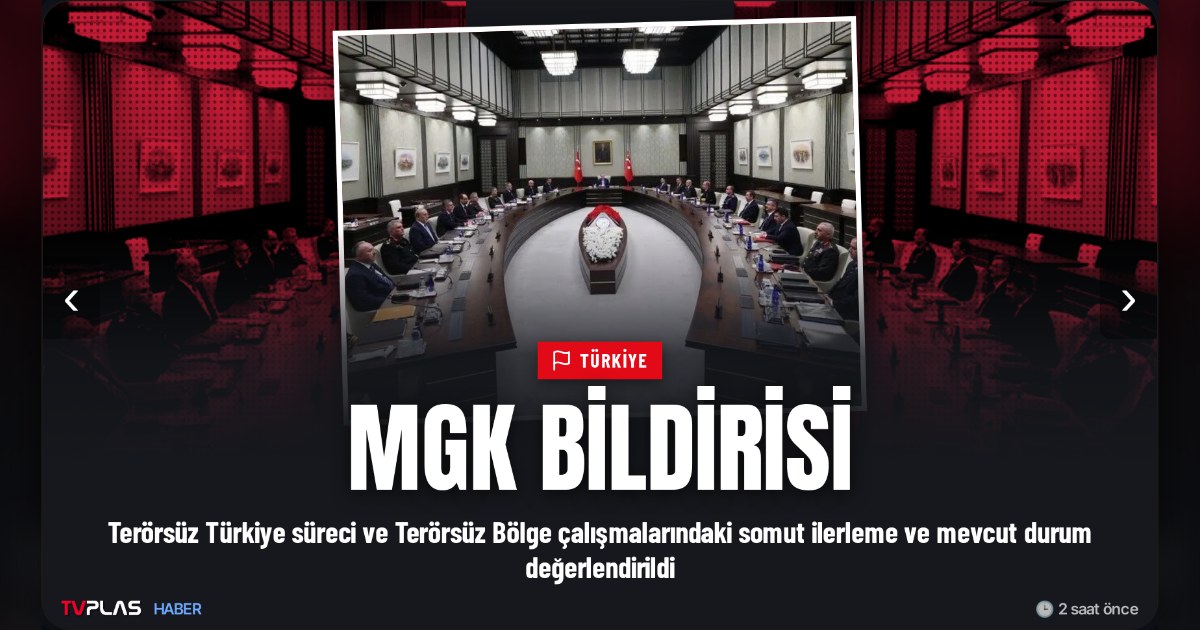 TÜRKİYE
MGK BİLDİRİSİ
Terörsüz Türkiye süreci ve Terörsüz Bölge çalışmalarındaki somut ilerleme ve mevcut durum
değerlendirildi
TVPLAS HABER
2 saat önce